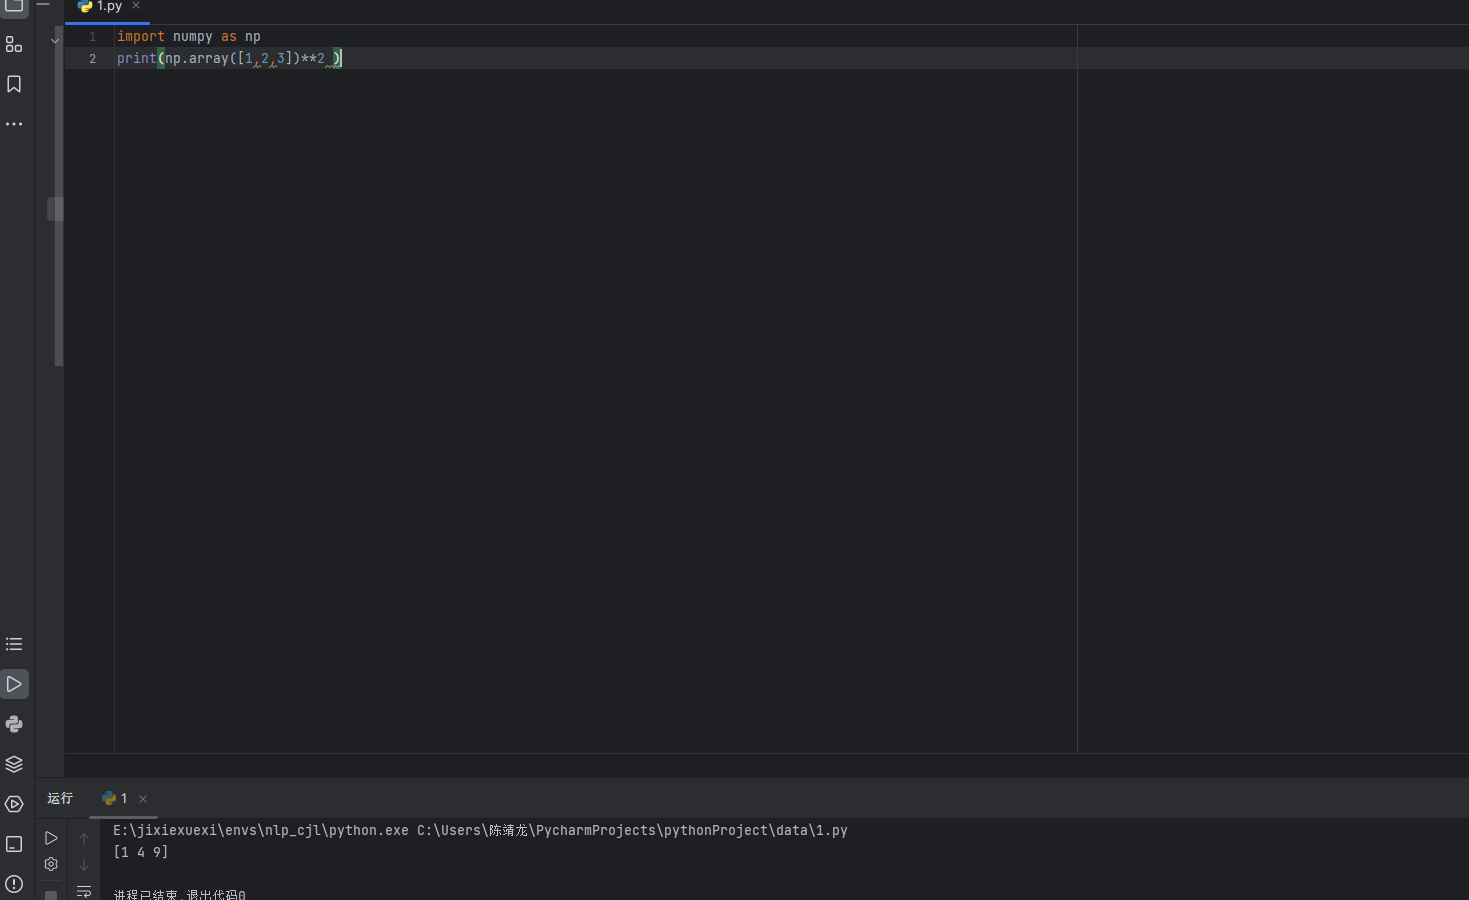 1.py
1 import numpy as np
2 print(np.array([1,2,3])**2 )
运行 1
E:\jixiexuexi\envs\nlp_cjl\python.exe C:\Users\陈靖龙\PycharmProjects\pythonProject\data\1.py
[1 4 9]
进程已结束,退出代码0